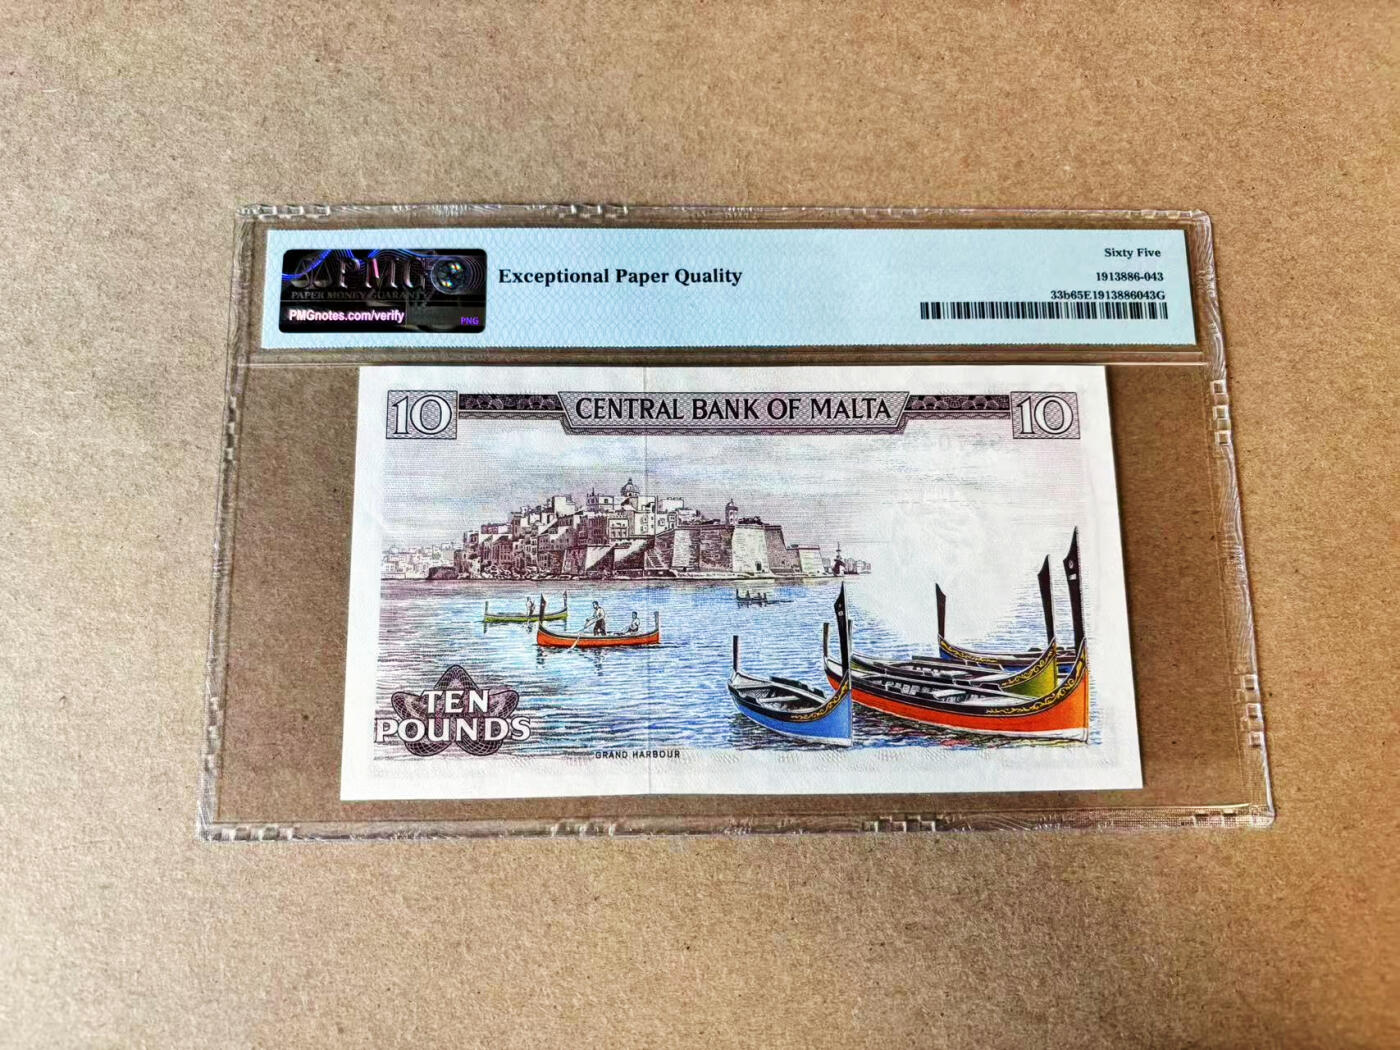 PMG
PAPER MONEY GUARANTY
PMGnotes.com/verify
PNG
Exceptional Paper Quality
Sixty Five
1913886-043
33b65E1913886043G
10
CENTRAL BANK OF MALTA
10
TEN
POUNDS
GRAND HARBOUR